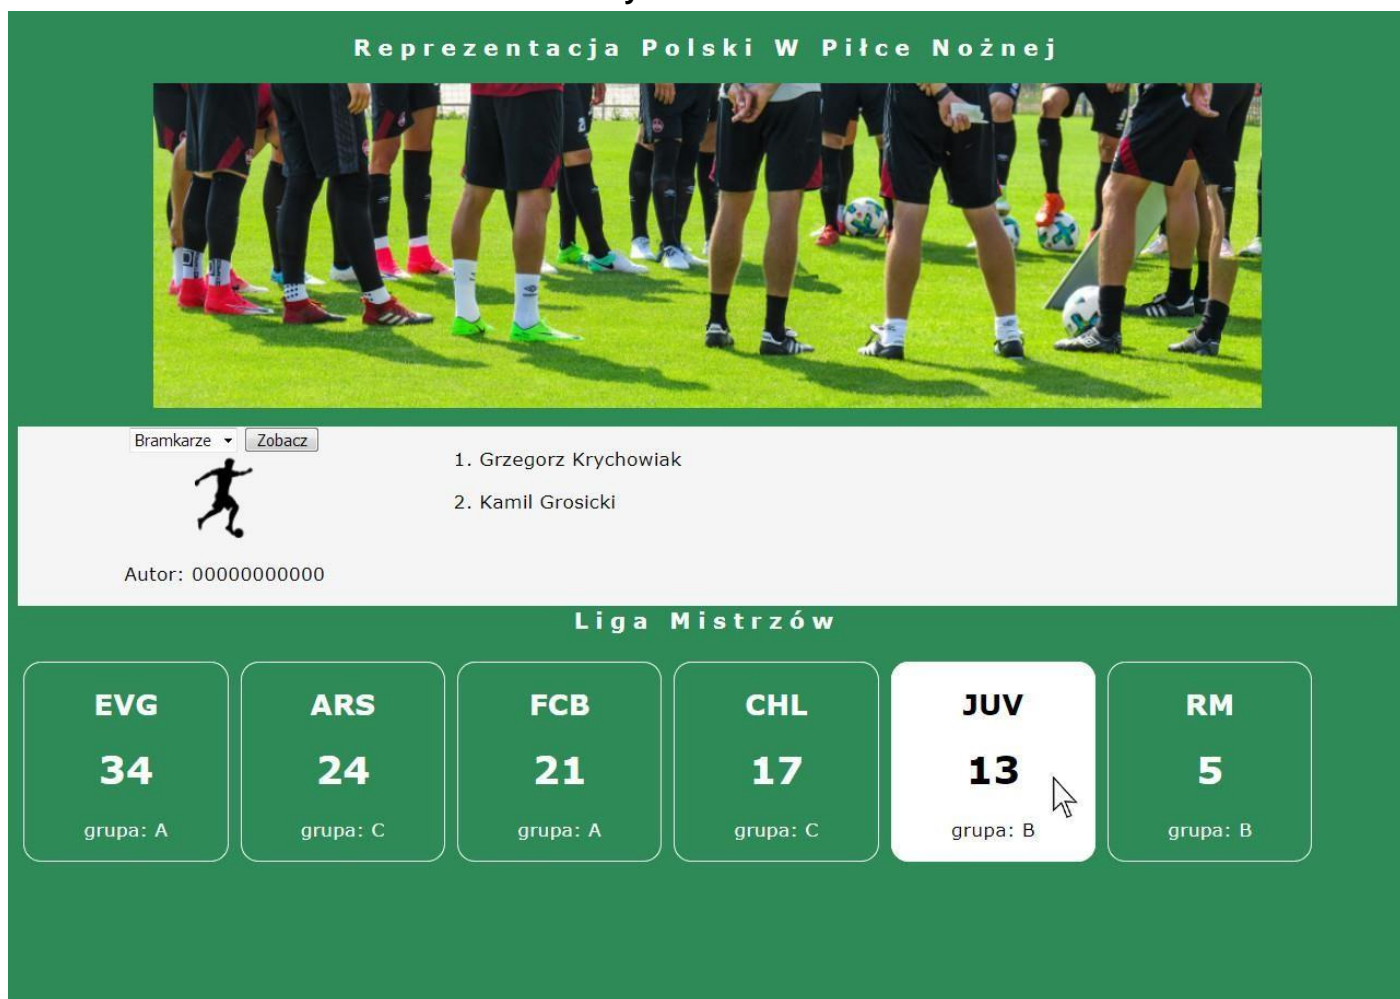 Reprezentacja Polski W Piłce Nożnej
Bramkarze Zobacz
1. Grzegorz Krychowiak
2. Kamil Grosicki
Autor: 00000000000
Liga Mistrzów
EVG ARS FCB CHL JUV RM
34 24 21 17 13 5
grupa: A grupa: C grupa: A grupa: C grupa: B grupa: B